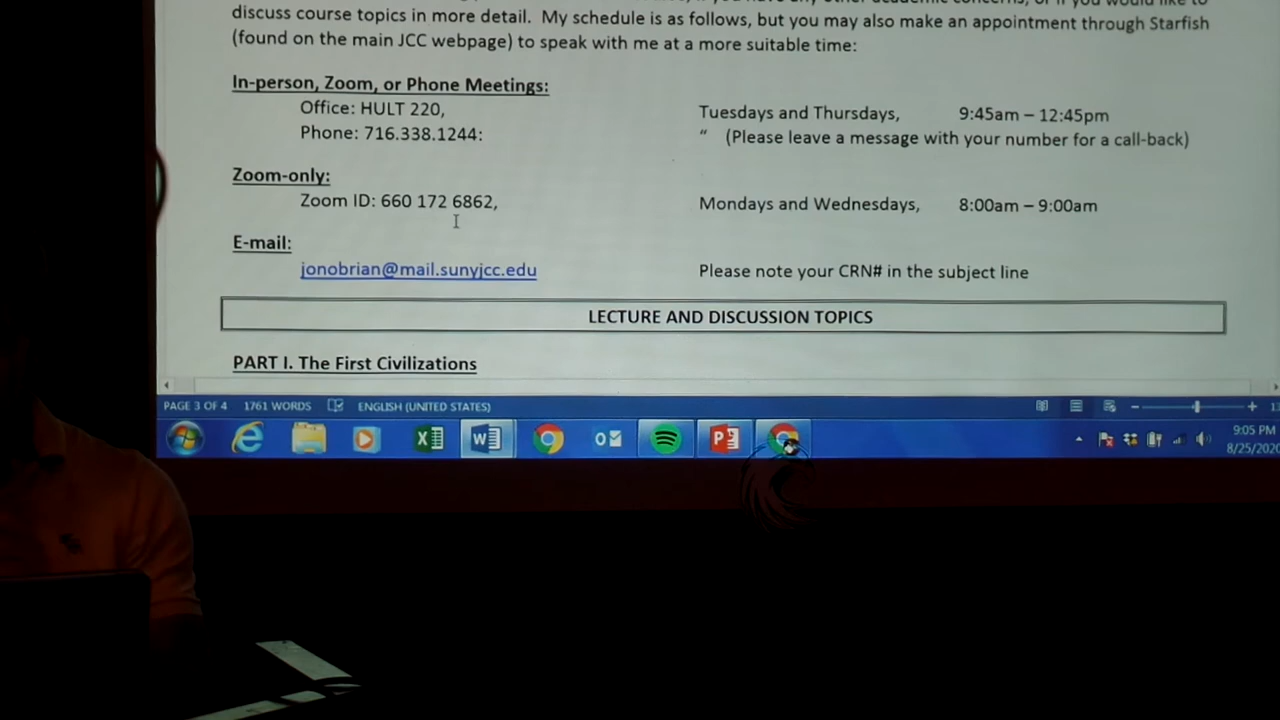 discuss course topics in more detail. My schedule is as follows, but you may also make an appointment through Starfish
(found on the main JCC webpage) to speak with me at a more suitable time:
In-person, Zoom, or Phone Meetings:
Office: HULT 220, Tuesdays and Thursdays, 9:45am – 12:45pm
Phone: 716.338.1244: " (Please leave a message with your number for a call-back)
Zoom-only:
Zoom ID: 660 172 6862, Mondays and Wednesdays, 8:00am – 9:00am
E-mail:
jonobrian@mail.sunyjcc.edu Please note your CRN# in the subject line
LECTURE AND DISCUSSION TOPICS
PART I. The First Civilizations
PAGE 3 OF 4 1761 WORDS ENGLISH (UNITED STATES)
9:05 PM
8/25/202